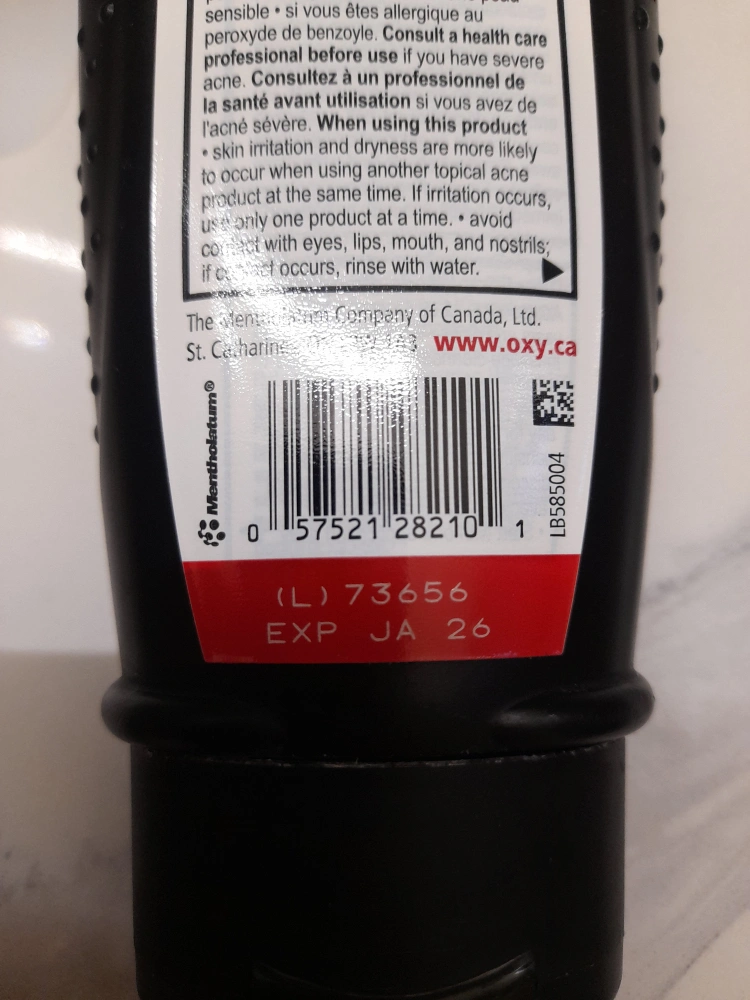 sensible • si vous êtes allergique au
peroxyde de benzoyle. Consult a health care
professional before use if you have severe
acne. Consultez à un professionnel de
la santé avant utilisation si vous avez de
l'acné sévère. When using this product
• skin irritation and dryness are more likely
to occur when using another topical acne
product at the same time. If irritation occurs,
use only one product at a time. • avoid
contact with eyes, lips, mouth, and nostrils;
if contact occurs, rinse with water.
The Mentholatum Company of Canada, Ltd.
St. Catharines
www.oxy.ca
Mentholatum®
0 57521 28210 1
LB585004
(L) 73656
EXP JA 26